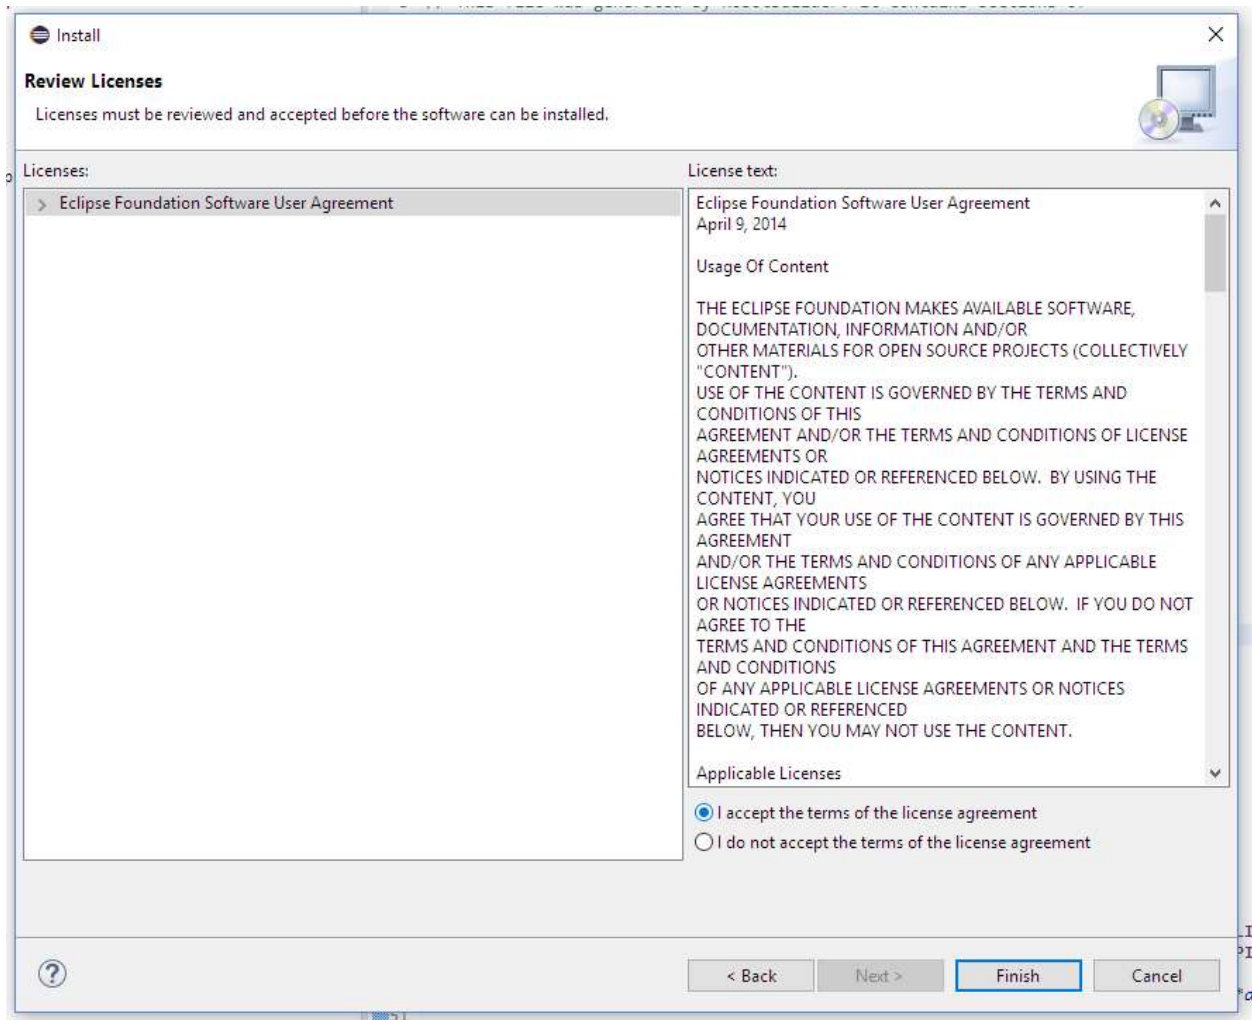 Install
Review Licenses
Licenses must be reviewed and accepted before the software can be installed.
Licenses:
Eclipse Foundation Software User Agreement
License text:
Eclipse Foundation Software User Agreement
April 9, 2014
Usage Of Content
THE ECLIPSE FOUNDATION MAKES AVAILABLE SOFTWARE,
DOCUMENTATION, INFORMATION AND/OR
OTHER MATERIALS FOR OPEN SOURCE PROJECTS (COLLECTIVELY
"CONTENT").
USE OF THE CONTENT IS GOVERNED BY THE TERMS AND
CONDITIONS OF THIS
AGREEMENT AND/OR THE TERMS AND CONDITIONS OF LICENSE
AGREEMENTS OR
NOTICES INDICATED OR REFERENCED BELOW.  BY USING THE
CONTENT, YOU
AGREE THAT YOUR USE OF THE CONTENT IS GOVERNED BY THIS
AGREEMENT
AND/OR THE TERMS AND CONDITIONS OF ANY APPLICABLE
LICENSE AGREEMENTS
OR NOTICES INDICATED OR REFERENCED BELOW.  IF YOU DO NOT
AGREE TO THE
TERMS AND CONDITIONS OF THIS AGREEMENT AND THE TERMS
AND CONDITIONS
OF ANY APPLICABLE LICENSE AGREEMENTS OR NOTICES
INDICATED OR REFERENCED
BELOW, THEN YOU MAY NOT USE THE CONTENT.
Applicable Licenses
I accept the terms of the license agreement
I do not accept the terms of the license agreement
? < Back Next > Finish Cancel